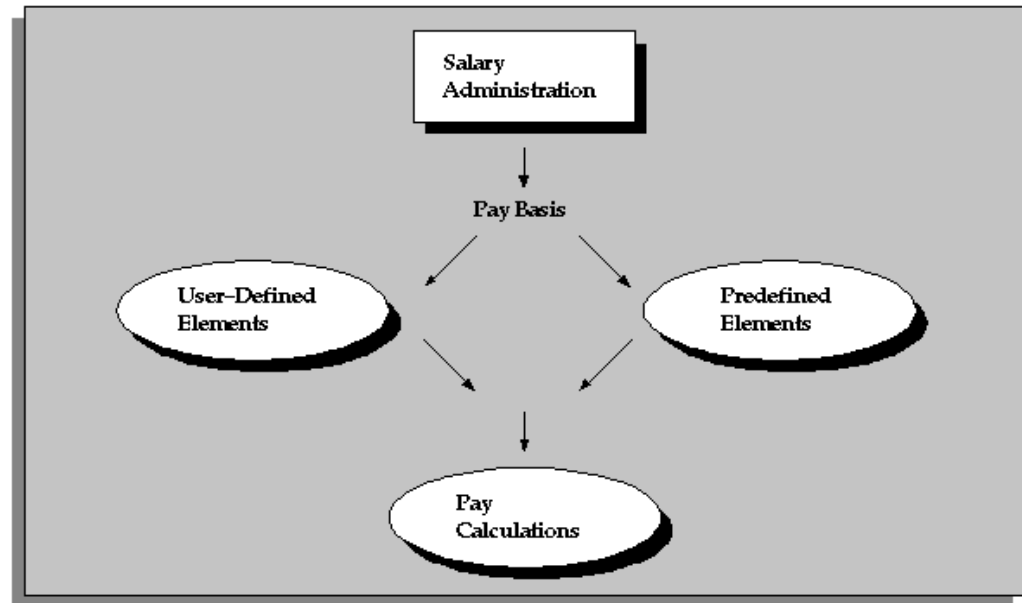 Salary
Administration
Pay Basis
User-Defined
Elements
Predefined
Elements
Pay
Calculations